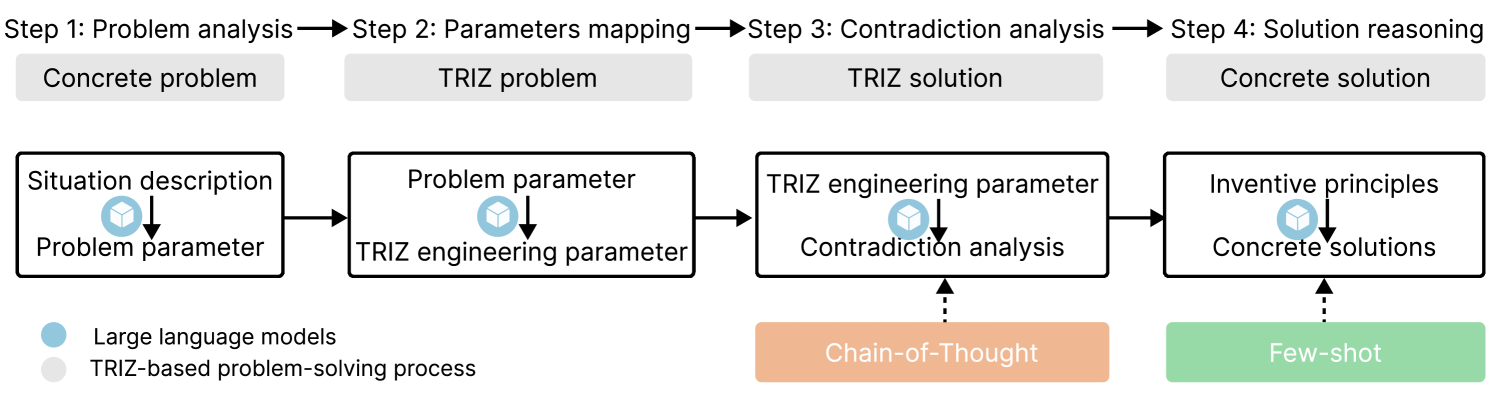 Step 1: Problem analysis
Step 2: Parameters mapping
Step 3: Contradiction analysis
Step 4: Solution reasoning
Concrete problem
TRIZ problem
TRIZ solution
Concrete solution
Situation description
Problem parameter
Problem parameter
TRIZ engineering parameter
TRIZ engineering parameter
Contradiction analysis
Inventive principles
Concrete solutions
Large language models
TRIZ-based problem-solving process
Chain-of-Thought
Few-shot